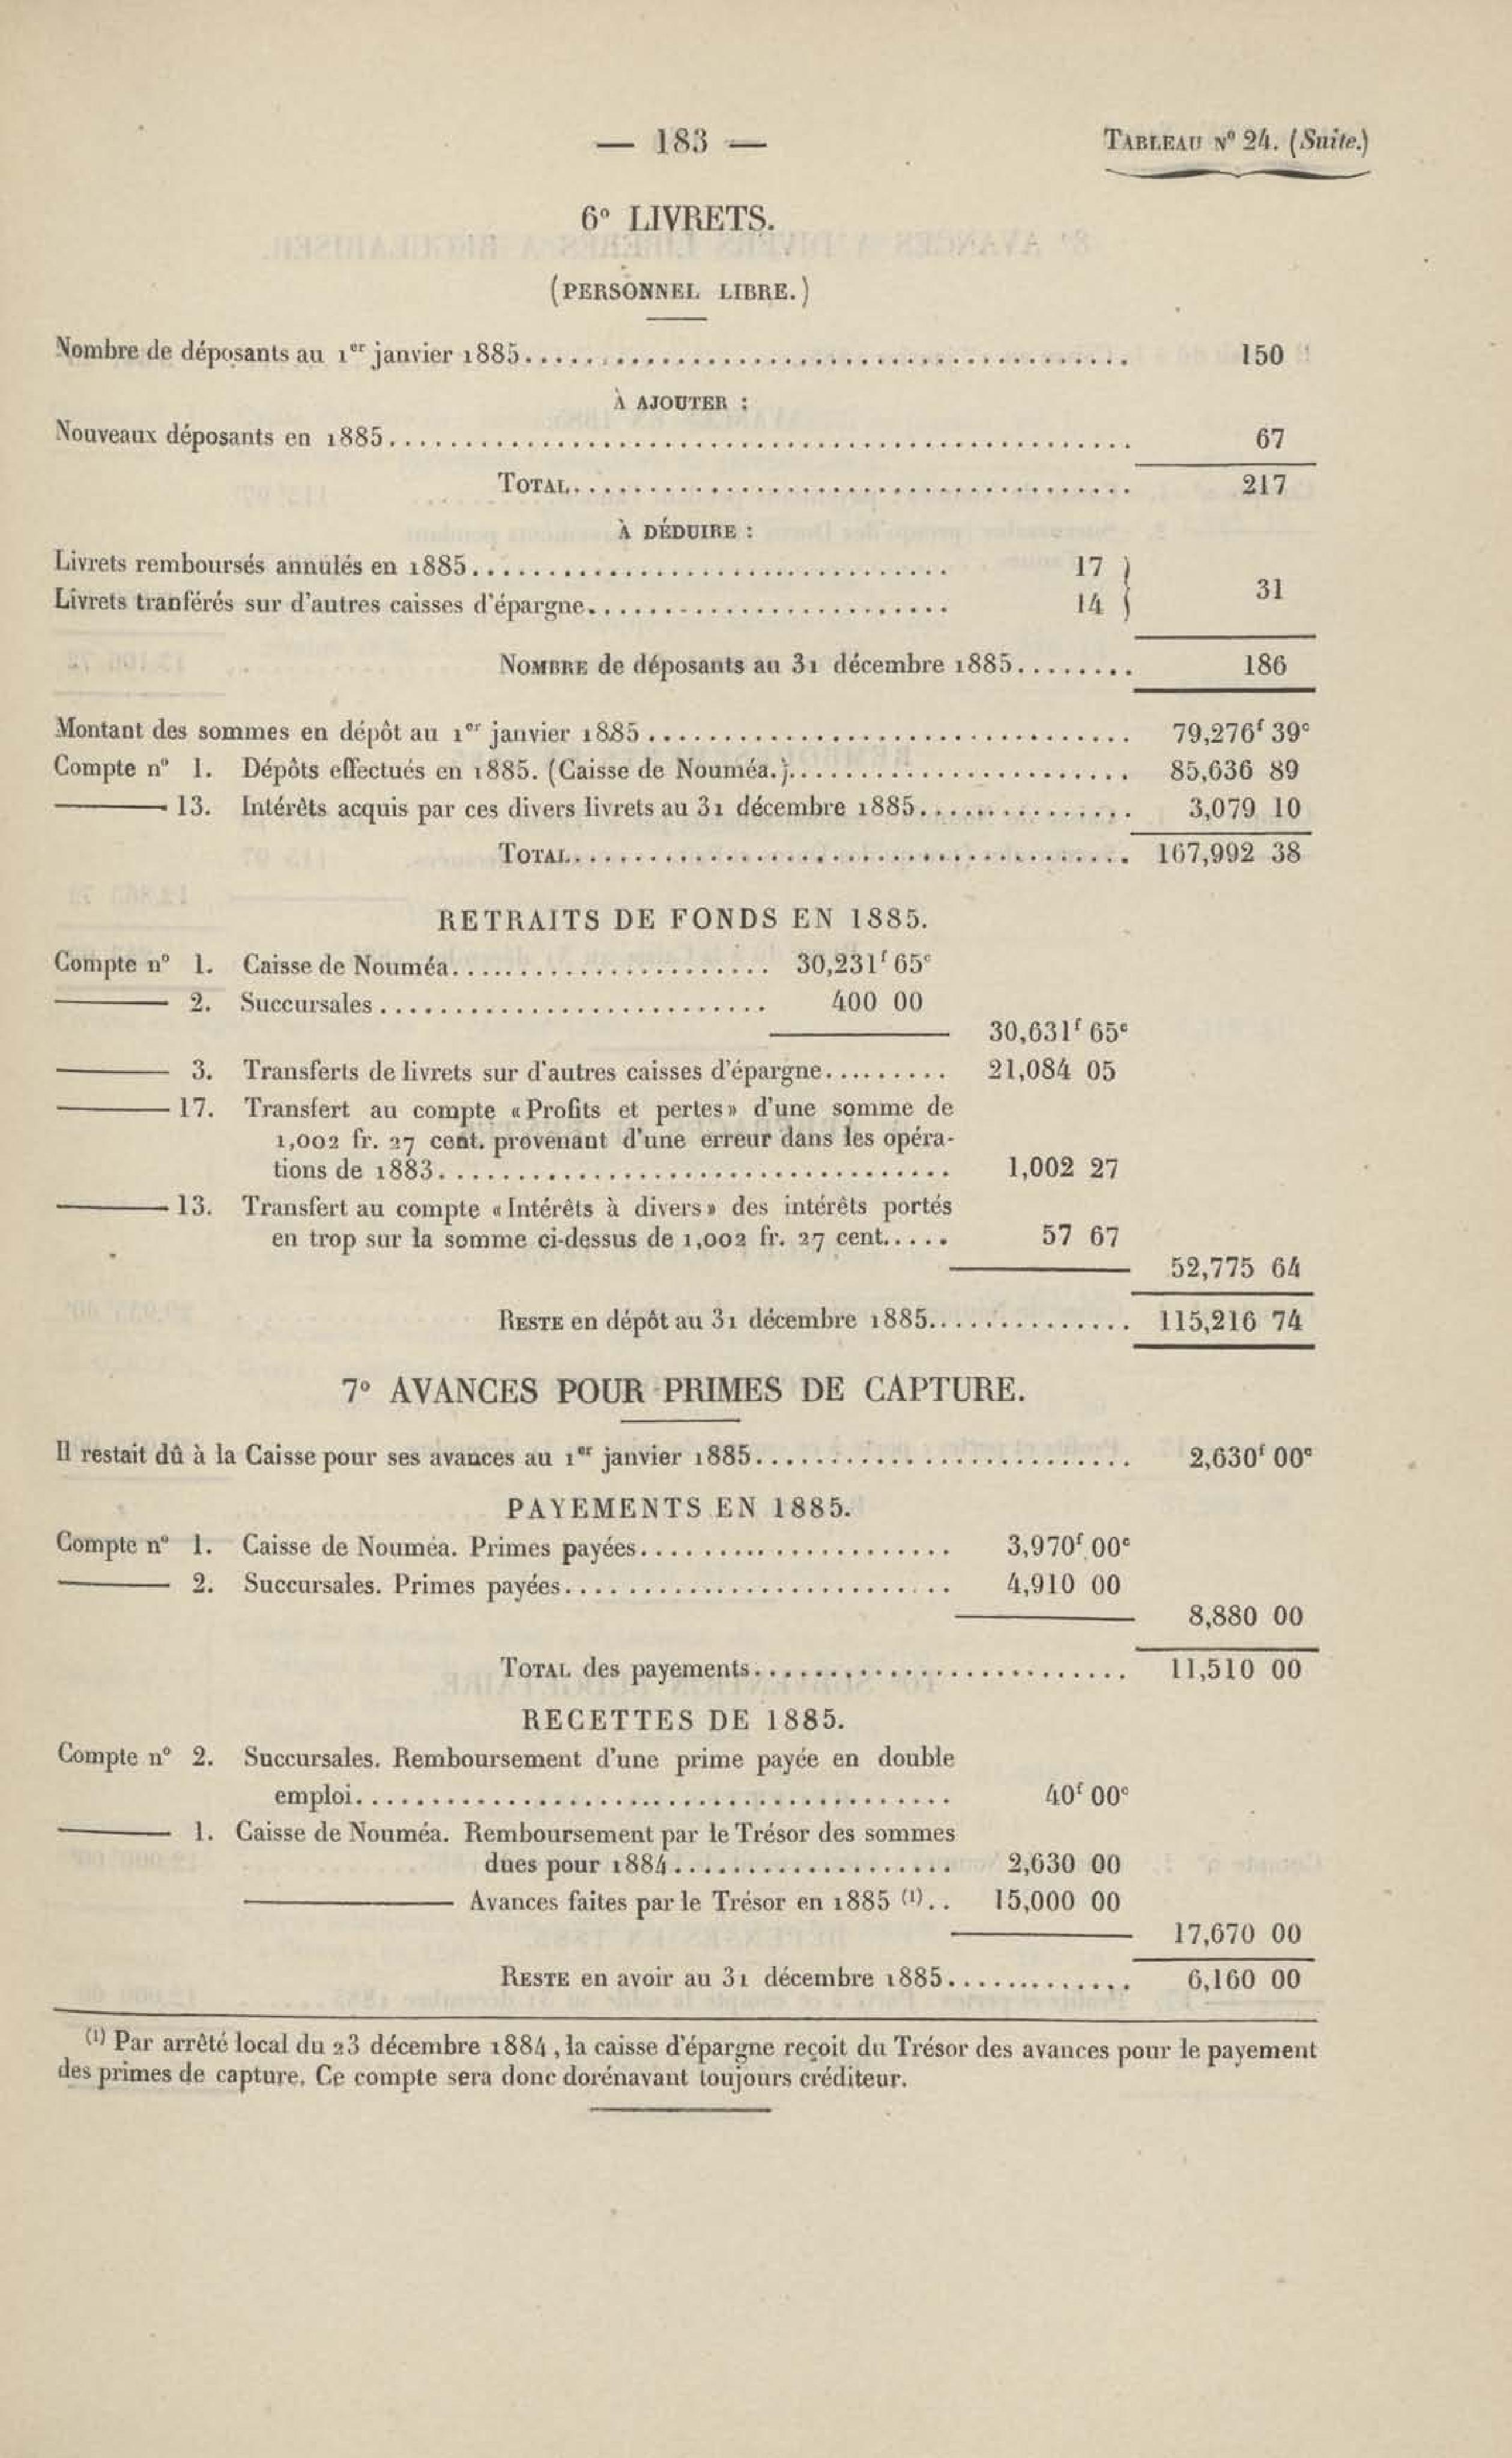 — 183 —
TABLEAU N° 24. (Suite.)
6° LIVRETS.
(PERSONNEL LIBRE.)
Nombre de déposants au 1er janvier 1885........ 150
À AJOUTER :
Nouveaux déposants en 1885........ 67
TOTAL........ 217
À DÉDUIRE :
Livrets remboursés annulés en 1885........ 17 }
31
Livrets tranférés sur d'autres caisses d'épargne........ 14 }
NOMBRE de déposants au 31 décembre 1885........ 186
Montant des sommes en dépôt au 1er janvier 1885........ 79,276f 39c
Compte n° 1. Dépôts effectués en 1885. (Caisse de Nouméa.)........ 85,636 89
——— 13. Intérêts acquis par ces divers livrets au 31 décembre 1885........ 3,079 10
TOTAL........ 167,992 38
RETRAITS DE FONDS EN 1885.
Compte n° 1. Caisse de Nouméa........ 30,231f 65c
——— 2. Succursales........ 400 00
30,631f 65c
——— 3. Transferts de livrets sur d'autres caisses d'épargne........ 21,084 05
——— 17. Transfert au compte « Profits et pertes » d'une somme de
1,002 fr. 27 cent. provenant d'une erreur dans les opéra-
tions de 1883........ 1,002 27
——— 13. Transfert au compte « Intérêts à divers » des intérêts portés
en trop sur la somme ci-dessus de 1,002 fr. 27 cent..... 57 67
52,775 64
RESTE en dépôt au 31 décembre 1885........ 115,216 74
7° AVANCES POUR PRIMES DE CAPTURE.
Il restait dû à la Caisse pour ses avances au 1er janvier 1885........ 2,630f 00c
PAYEMENTS EN 1885.
Compte n° 1. Caisse de Nouméa. Primes payées........ 3,970f 00c
——— 2. Succursales. Primes payées........ 4,910 00
8,880 00
TOTAL des payements........ 11,510 00
RECETTES DE 1885.
Compte n° 2. Succursales. Remboursement d'une prime payée en double
emploi........ 40f 00c
——— 1. Caisse de Nouméa. Remboursement par le Trésor des sommes
dues pour 1884........ 2,630 00
——— Avances faites par le Trésor en 1885 (1).. 15,000 00
17,670 00
RESTE en avoir au 31 décembre 1885........ 6,160 00
(1) Par arrêté local du 23 décembre 1884, la caisse d'épargne reçoit du Trésor des avances pour le payement
des primes de capture. Ce compte sera donc dorénavant toujours créditeur.